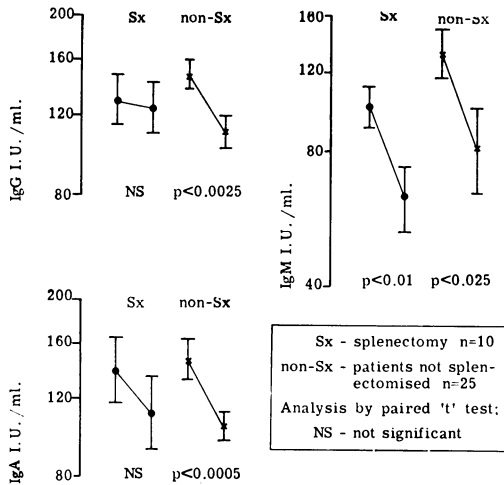 200
160
120
80
IgG I.U./ml.
Sx non-Sx
NS p<0.0025
160
120
80
40
IgM I.U./ml.
Sx non-Sx
p<0.01 p<0.025
200
160
120
80
IgA I.U./ml.
Sx non-Sx
NS p<0.0005
Sx - splenectomy n=10
non-Sx - patients not splen-
ectomised n=25
Analysis by paired 't' test;
NS - not significant